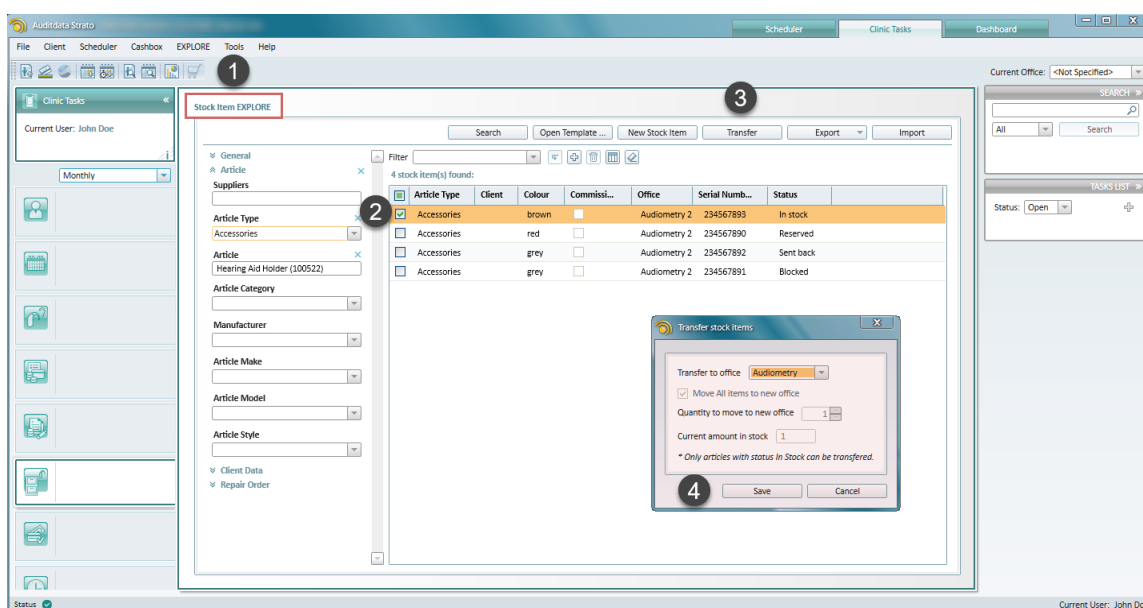 Auditdata Strato
Scheduler Clinic Tasks Dashboard
File Client Scheduler Cashbox EXPLORE Tools Help
1
Current Office: <Not Specified>
Clinic Tasks
Current User: John Doe
Monthly
Stock Item EXPLORE
3
Search Open Template ... New Stock Item Transfer Export Import
General
Article
Suppliers
Article Type
Accessories
Article
Hearing Aid Holder (100522)
Article Category
Manufacturer
Article Make
Article Model
Article Style
Client Data
Repair Order
Filter
4 stock item(s) found:
Article Type Client Colour Commissi... Office Serial Numb... Status
2
Accessories brown Audiometry 2 234567893 In stock
Accessories red Audiometry 2 234567890 Reserved
Accessories grey Audiometry 2 234567892 Sent back
Accessories grey Audiometry 2 234567891 Blocked
Transfer stock items
Transfer to office Audiometry
Move All items to new office
Quantity to move to new office 1
Current amount in stock 1
* Only articles with status In Stock can be transfered.
4
Save Cancel
SEARCH
All Search
TASKS LIST
Status: Open
Status
Current User: John Do